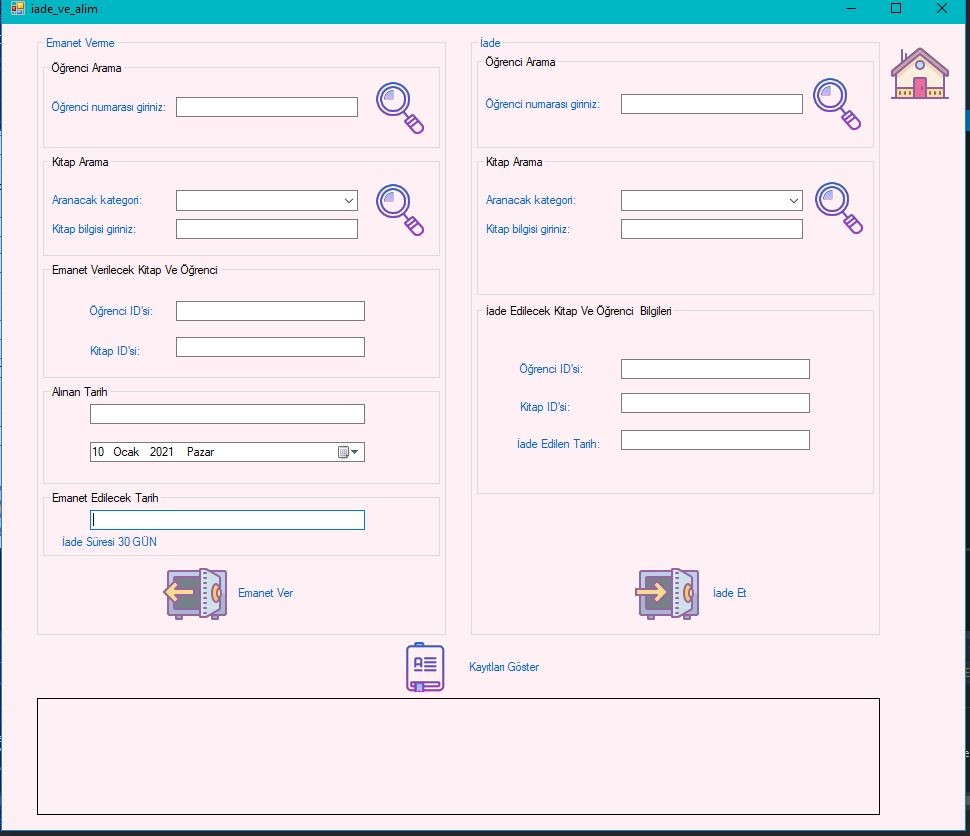 iade_ve_alim
Emanet Verme
Öğrenci Arama
Öğrenci numarası giriniz:
Kitap Arama
Aranacak kategori:
Kitap bilgisi giriniz:
Emanet Verilecek Kitap Ve Öğrenci
Öğrenci ID'si:
Kitap ID'si:
Alınan Tarih
10 Ocak 2021 Pazar
Emanet Edilecek Tarih
İade Süresi 30 GÜN
Emanet Ver
İade
Öğrenci Arama
Öğrenci numarası giriniz:
Kitap Arama
Aranacak kategori:
Kitap bilgisi giriniz:
İade Edilecek Kitap Ve Öğrenci Bilgileri
Öğrenci ID'si:
Kitap ID'si:
İade Edilen Tarih:
İade Et
Kayıtları Göster